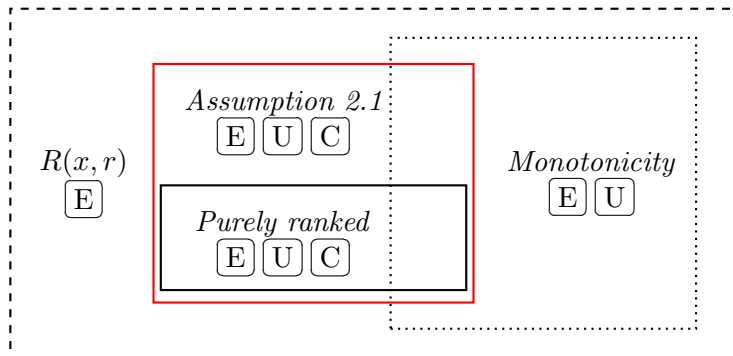 Assumption 2.1
E U C
R(x, r)
E
Monotonicity
E U
Purely ranked
E U C